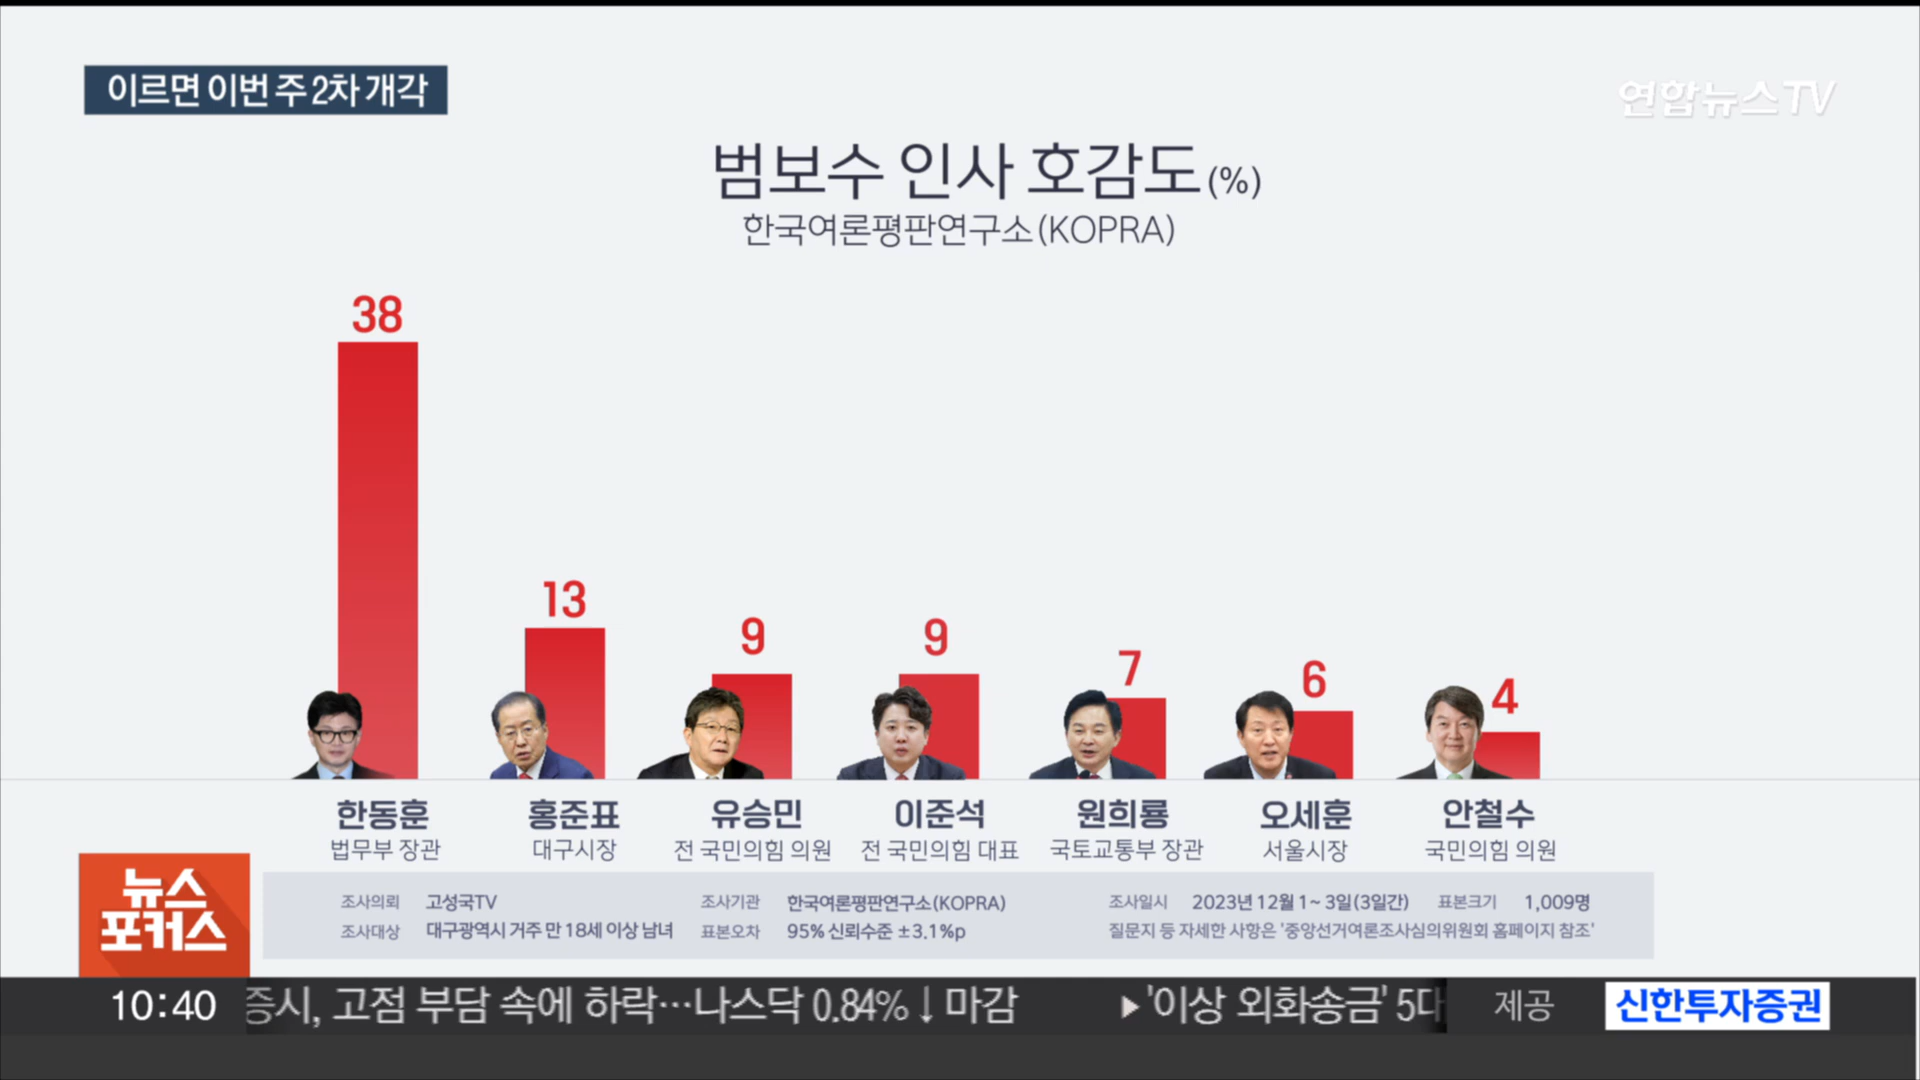 이르면 이번 주 2차 개각
연합뉴스TV
범보수 인사 호감도(%)
한국여론평판연구소(KOPRA)
38
13
9
9
7
6
4
한동훈
법무부 장관
홍준표
대구시장
유승민
전 국민의힘 의원
이준석
전 국민의힘 대표
원희룡
국토교통부 장관
오세훈
서울시장
안철수
국민의힘 의원
조사의뢰 고성국TV 조사기관 한국여론평판연구소(KOPRA) 조사일시 2023년 12월 1~3일(3일간) 표본크기 1,009명
조사대상 대구광역시 거주 만 18세 이상 남녀 표본오차 95% 신뢰수준 ±3.1%p 질문지 등 자세한 사항은 '중앙선거여론조사심의위원회 홈페이지 참조'
뉴스
포커스
10:40 증시, 고점 부담 속에 하락…나스닥 0.84%↓마감 ▶'이상 외화송금' 5대 제공 신한투자증권